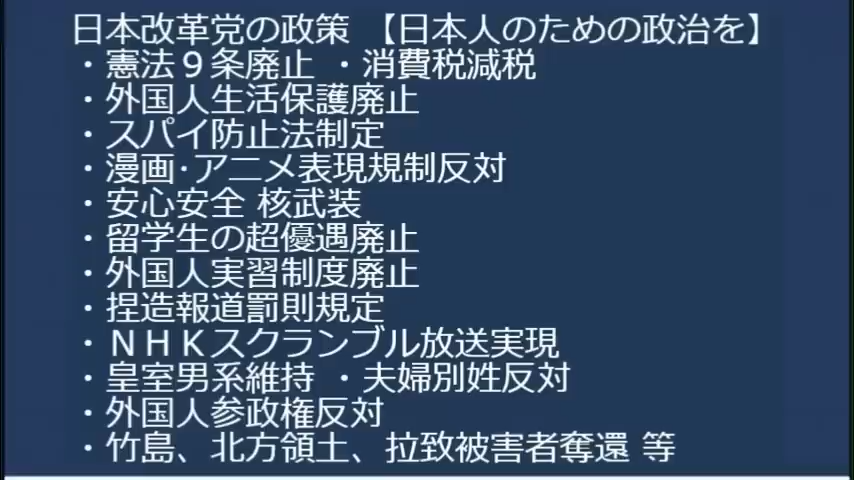 日本改革党の政策 【日本人のための政治を】
・憲法９条廃止 ・消費税減税
・外国人生活保護廃止
・スパイ防止法制定
・漫画･アニメ表現規制反対
・安心安全 核武装
・留学生の超優遇廃止
・外国人実習制度廃止
・捏造報道罰則規定
・ＮＨＫスクランブル放送実現
・皇室男系維持 ・夫婦別姓反対
・外国人参政権反対
・竹島、北方領土、拉致被害者奪還 等